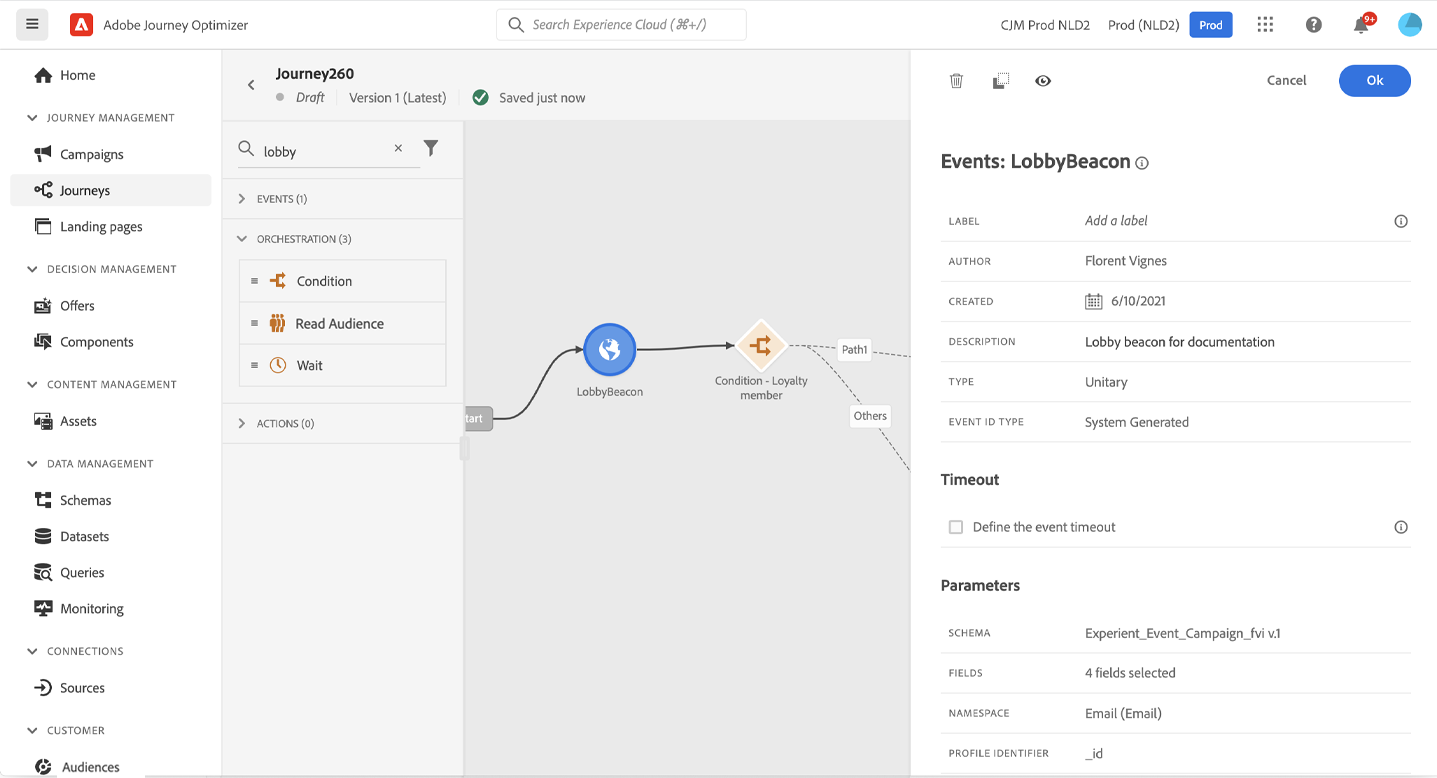 Adobe Journey Optimizer
Search Experience Cloud (⌘+/)
CJM Prod NLD2
Prod (NLD2)
Prod
9+
Home
JOURNEY MANAGEMENT
Campaigns
Journeys
Landing pages
DECISION MANAGEMENT
Offers
Components
CONTENT MANAGEMENT
Assets
DATA MANAGEMENT
Schemas
Datasets
Queries
Monitoring
CONNECTIONS
Sources
CUSTOMER
Audiences
Journey260
Draft
Version 1 (Latest)
Saved just now
lobby
EVENTS (1)
ORCHESTRATION (3)
Condition
Read Audience
Wait
ACTIONS (0)
tart
LobbyBeacon
Condition - Loyalty
member
Path1
Others
Cancel
Ok
Events: LobbyBeacon
LABEL Add a label
AUTHOR Florent Vignes
CREATED 6/10/2021
DESCRIPTION Lobby beacon for documentation
TYPE Unitary
EVENT ID TYPE System Generated
Timeout
Define the event timeout
Parameters
SCHEMA Experient_Event_Campaign_fvi v.1
FIELDS 4 fields selected
NAMESPACE Email (Email)
PROFILE IDENTIFIER _id